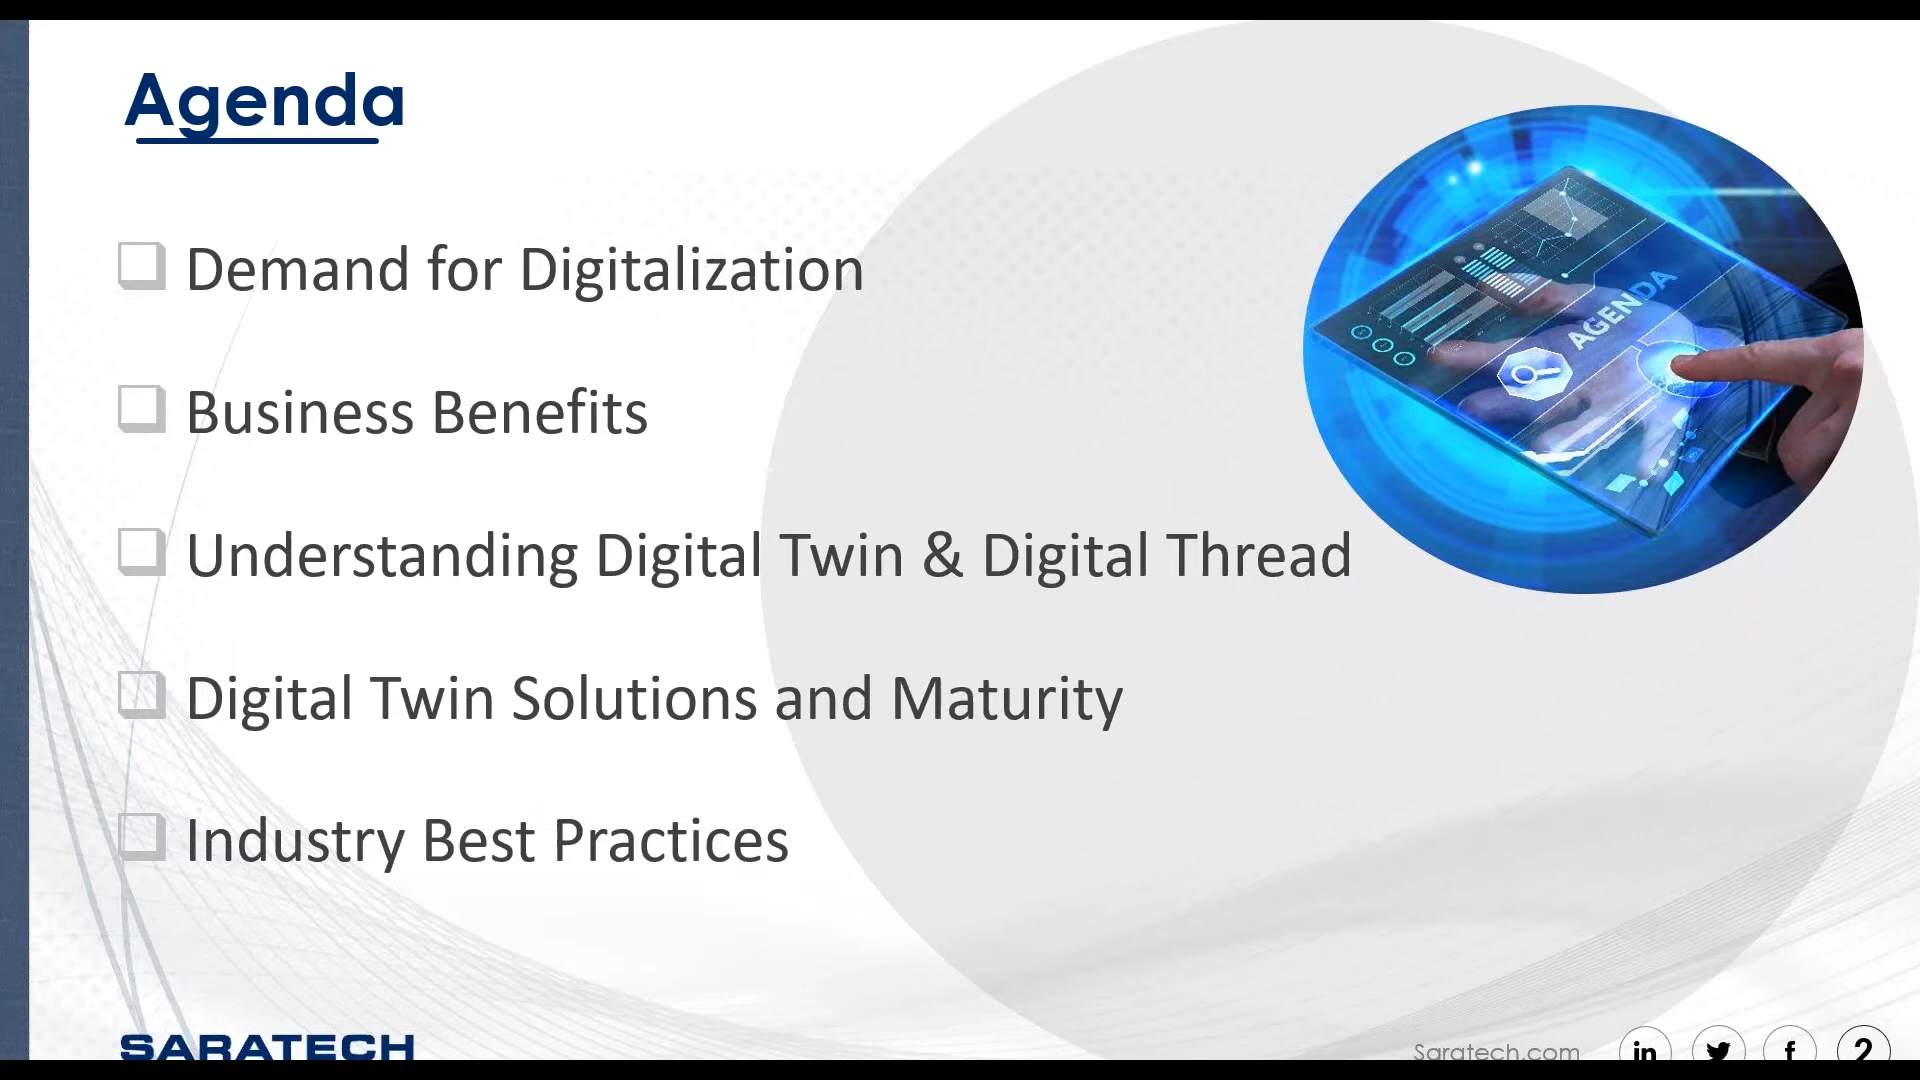 Agenda
Demand for Digitalization
Business Benefits
Understanding Digital Twin & Digital Thread
Digital Twin Solutions and Maturity
Industry Best Practices
AGENDA
SARATECH
Saratech.com
in
f
2